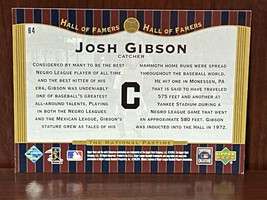 84
HALL OF FAMERS HALL OF FAMERS
JOSH GIBSON
CATCHER
CONSIDERED BY MANY TO BE THE BEST
NEGRO LEAGUE PLAYER OF ALL TIME
AND THE BEST HITTER OF HIS
ERA, GIBSON WAS UNDENIABLY
ONE OF BASEBALL'S GREATEST
ALL-AROUND TALENTS. PLAYING
IN BOTH THE NEGRO LEAGUES
AND THE MEXICAN LEAGUE, GIBSON'S
STATURE GREW AS TALES OF HIS
C
MAMMOTH HOME RUNS WERE SPREAD
THROUGHOUT THE BASEBALL WORLD.
HE HIT ONE IN MONESSEN, PA
THAT IS SAID TO HAVE TRAVELED
575 FEET AND ANOTHER AT
YANKEE STADIUM DURING A
NEGRO LEAGUE GAME THAT WENT
AN APPROXIMATE 580 FEET. GIBSON
WAS INDUCTED INTO THE HALL IN 1972.
THE NATIONAL PASTIME